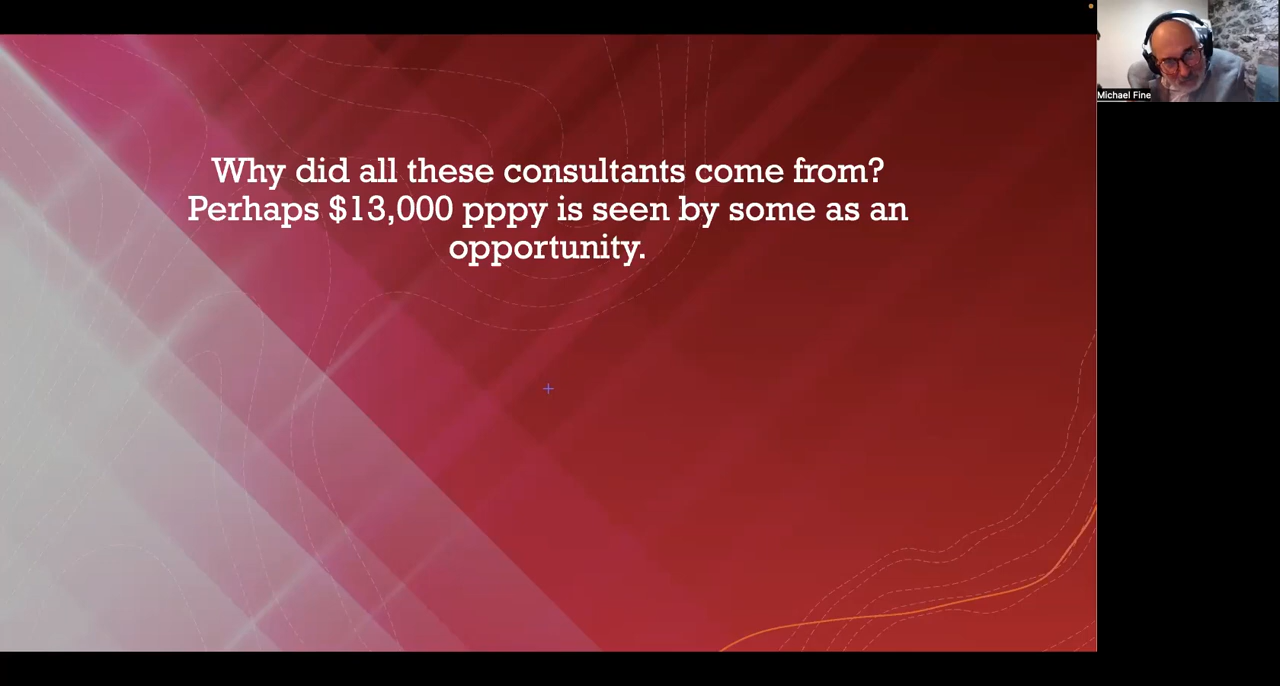 Why did all these consultants come from?
Perhaps $13,000 pppy is seen by some as an
opportunity.
Michael Fine